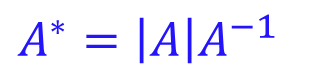 A* = |A|A⁻¹